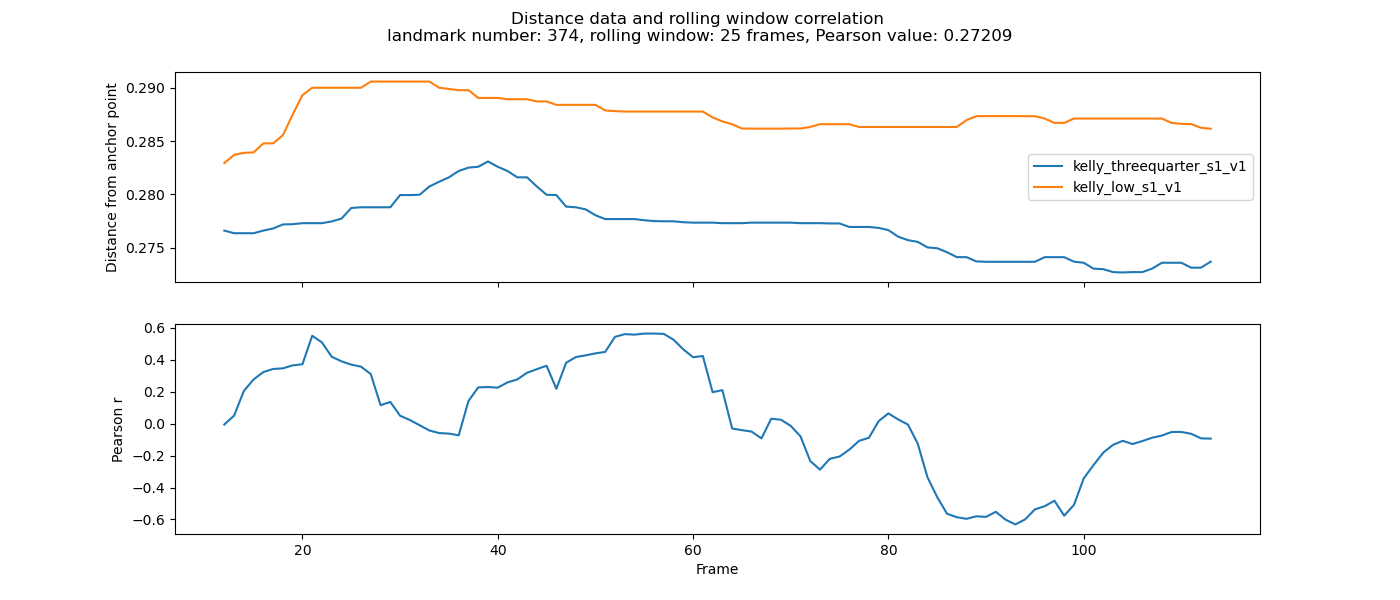 Distance data and rolling window correlation
landmark number: 374, rolling window: 25 frames, Pearson value: 0.27209
Distance from anchor point
0.290
0.285
0.280
0.275
kelly_threequarter_s1_v1
kelly_low_s1_v1
Pearson r
0.6
0.4
0.2
0.0
−0.2
−0.4
−0.6
20 40 60 80 100
Frame